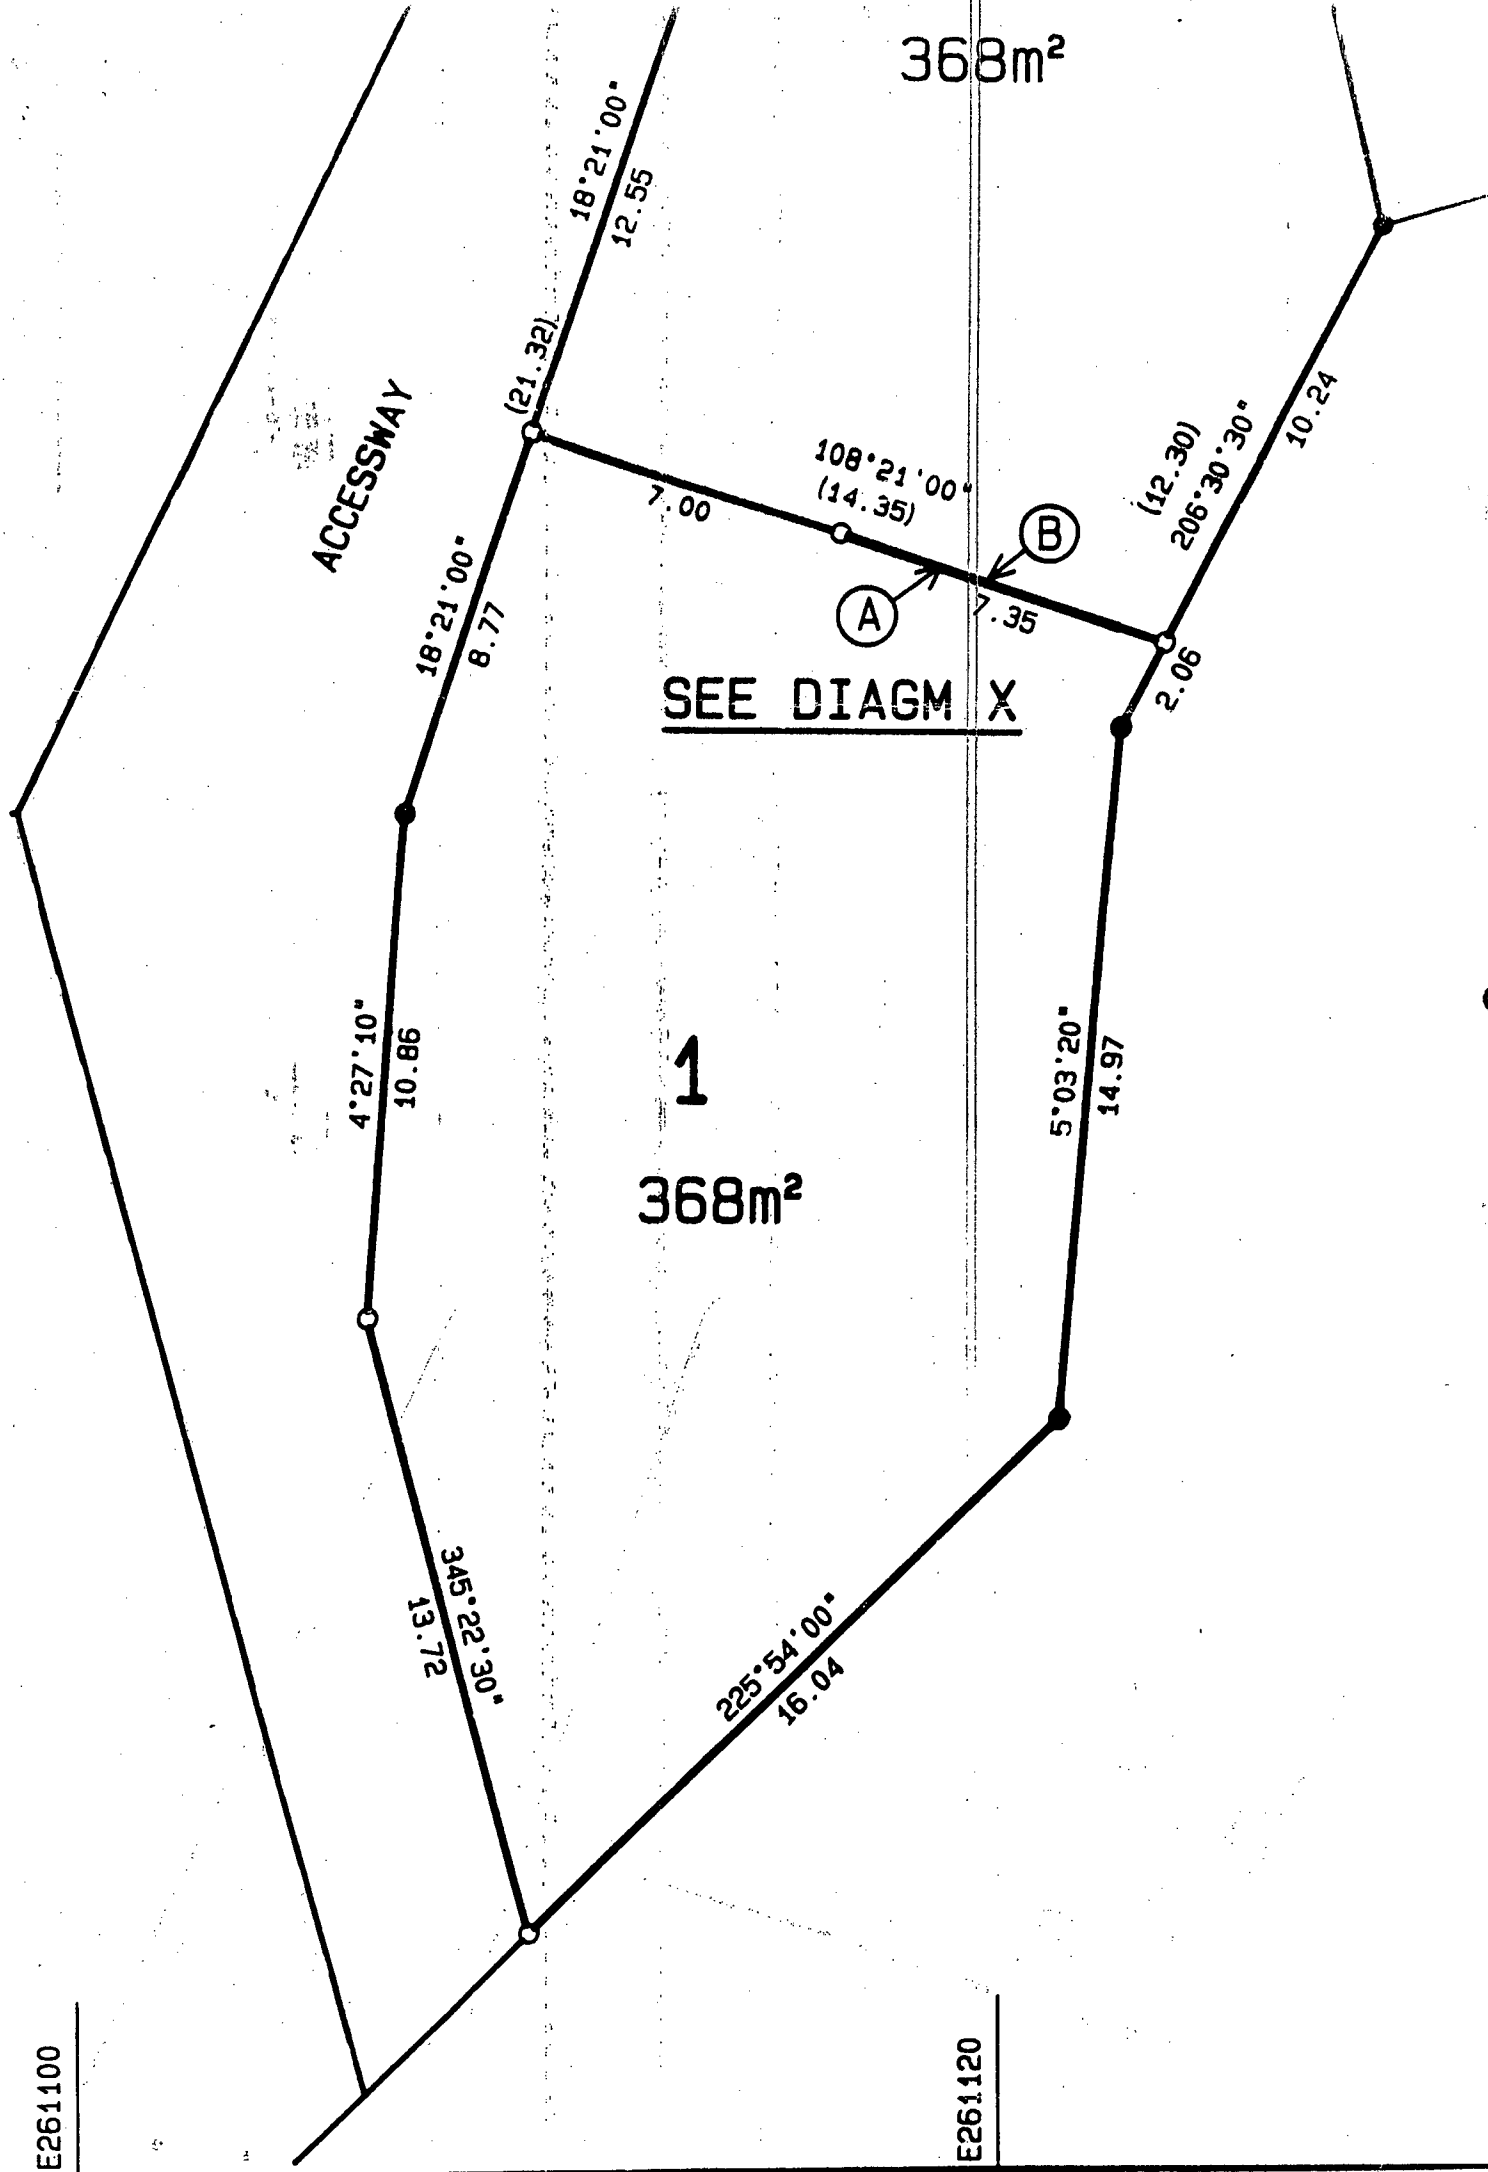 368m²
18°21'00"
12.55
(21.32)
ACCESSWAY
108°21'00"
(14.35)
7.00
(12.30)
206°30'30"
10.24
B
A
7.35
18°21'00"
8.77
2.06
SEE DIAGM X
4°27'10"
10.86
1
368m²
5°03'20"
14.97
345°22'30"
13.72
225°54'00"
16.04
E261100
E261120